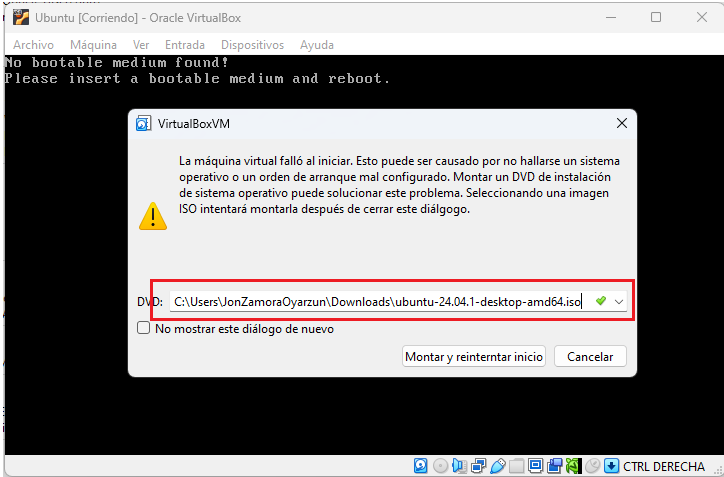 Ubuntu [Corriendo] - Oracle VirtualBox
Archivo Máquina Ver Entrada Dispositivos Ayuda
No bootable medium found!
Please insert a bootable medium and reboot.
VirtualBoxVM
La máquina virtual falló al iniciar. Esto puede ser causado por no hallarse un sistema
operativo o un orden de arranque mal configurado. Montar un DVD de instalación
de sistema operativo puede solucionar este problema. Seleccionando una imagen
ISO intentará montarla después de cerrar este diálgogo.
DVD: C:\Users\JonZamoraOyarzun\Downloads\ubuntu-24.04.1-desktop-amd64.iso
No mostrar este diálogo de nuevo
Montar y reinterntar inicio Cancelar
CTRL DERECHA